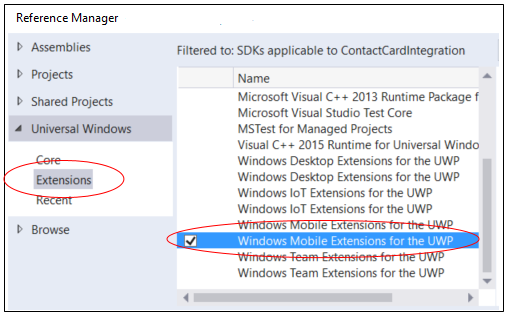 Reference Manager
Assemblies
Projects
Shared Projects
Universal Windows
Core
Extensions
Recent
Browse
Filtered to: SDKs applicable to ContactCardIntegration
Name
Microsoft Visual C++ 2013 Runtime Package f
Microsoft Visual Studio Test Core
MSTest for Managed Projects
Visual C++ 2015 Runtime for Universal Windo
Windows Desktop Extensions for the UWP
Windows Desktop Extensions for the UWP
Windows IoT Extensions for the UWP
Windows IoT Extensions for the UWP
Windows Mobile Extensions for the UWP
Windows Mobile Extensions for the UWP
Windows Team Extensions for the UWP
Windows Team Extensions for the UWP